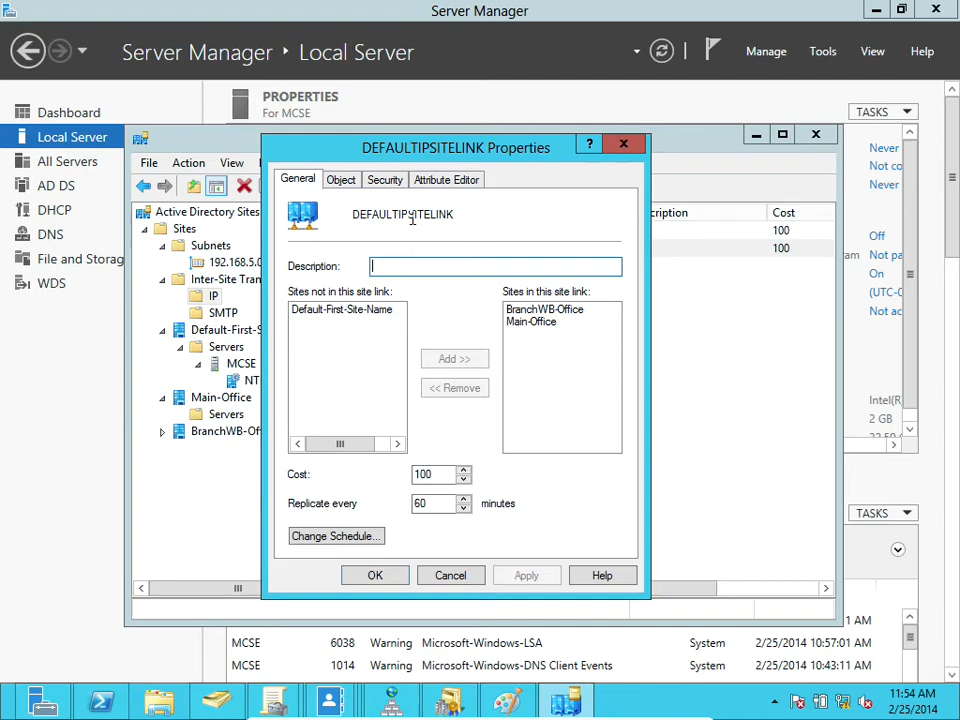 Server Manager
Server Manager ‣ Local Server
Manage Tools View Help
Dashboard
Local Server
All Servers
AD DS
DHCP
DNS
File and Storag
WDS
PROPERTIES
For MCSE
TASKS
Never
Not co
Never
Off
am Not pa
On
(UTC-0
Not ac
Intel(R)
2 GB
File Action View
Active Directory Sites
Sites
Subnets
192.168.5.0
Inter-Site Tran
IP
SMTP
Default-First-S
Servers
MCSE
NT
Main-Office
Servers
BranchWB-Of
cription Cost
100
100
DEFAULTIPSITELINK Properties
?
General Object Security Attribute Editor
DEFAULTIPSITELINK
Description:
Sites not in this site link:
Default-First-Site-Name
Add >>
<< Remove
Sites in this site link:
BranchWB-Office
Main-Office
Cost: 100
Replicate every 60 minutes
Change Schedule...
OK Cancel Apply Help
TASKS
1 AM
MCSE 6038 Warning Microsoft-Windows-LSA System 2/25/2014 10:57:01 AM
MCSE 1014 Warning Microsoft-Windows-DNS Client Events System 2/25/2014 10:43:11 AM
11:54 AM
2/25/2014